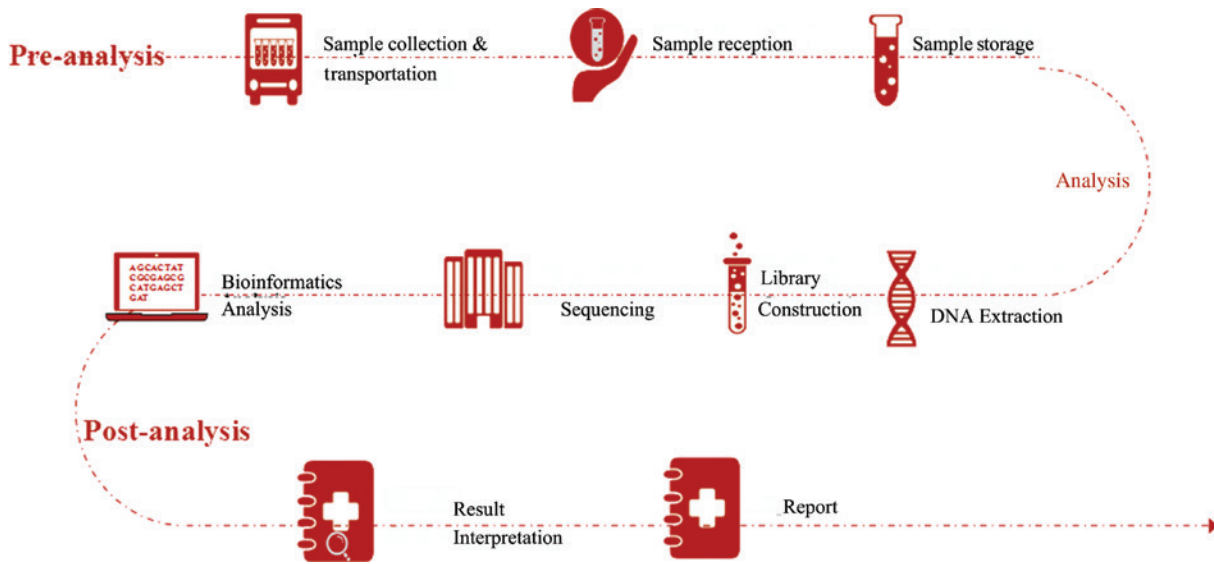 Pre-analysis
Sample collection &
transportation
Sample reception
Sample storage
Analysis
DNA Extraction
Library
Construction
Sequencing
Bioinformatics
Analysis
AGCACTAT
CGCGAGCG
CATGAGCT
GAT
Post-analysis
Result
Interpretation
Report